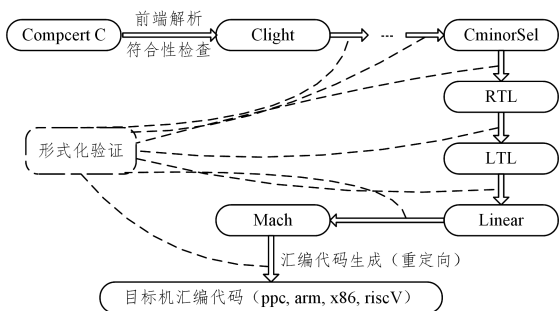 Compcert C
前端解析
符合性检查
Clight
...
CminorSel
RTL
形式化验证
LTL
Mach
Linear
汇编代码生成（重定向）
目标机汇编代码（ppc, arm, x86, riscV）